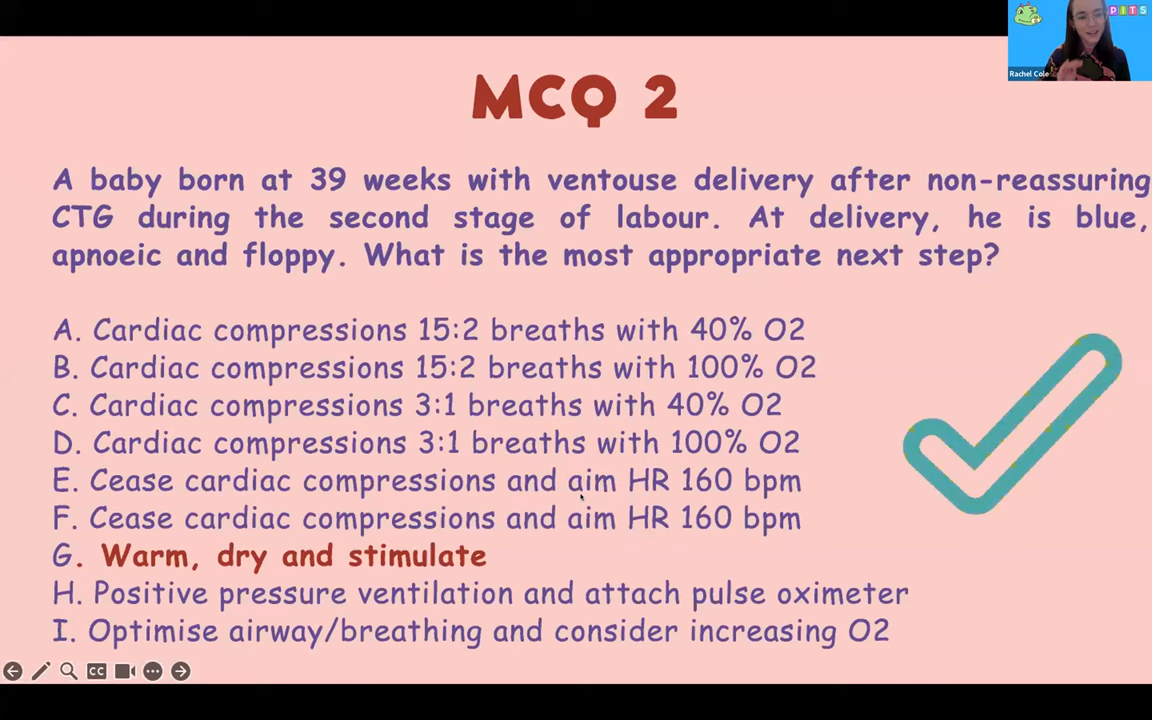 PITS
Rachel Cole
MCQ 2
A baby born at 39 weeks with ventouse delivery after non-reassuring
CTG during the second stage of labour. At delivery, he is blue,
apnoeic and floppy. What is the most appropriate next step?
A. Cardiac compressions 15:2 breaths with 40% O2
B. Cardiac compressions 15:2 breaths with 100% O2
C. Cardiac compressions 3:1 breaths with 40% O2
D. Cardiac compressions 3:1 breaths with 100% O2
E. Cease cardiac compressions and aim HR 160 bpm
F. Cease cardiac compressions and aim HR 160 bpm
G. Warm, dry and stimulate
H. Positive pressure ventilation and attach pulse oximeter
I. Optimise airway/breathing and consider increasing O2
CC